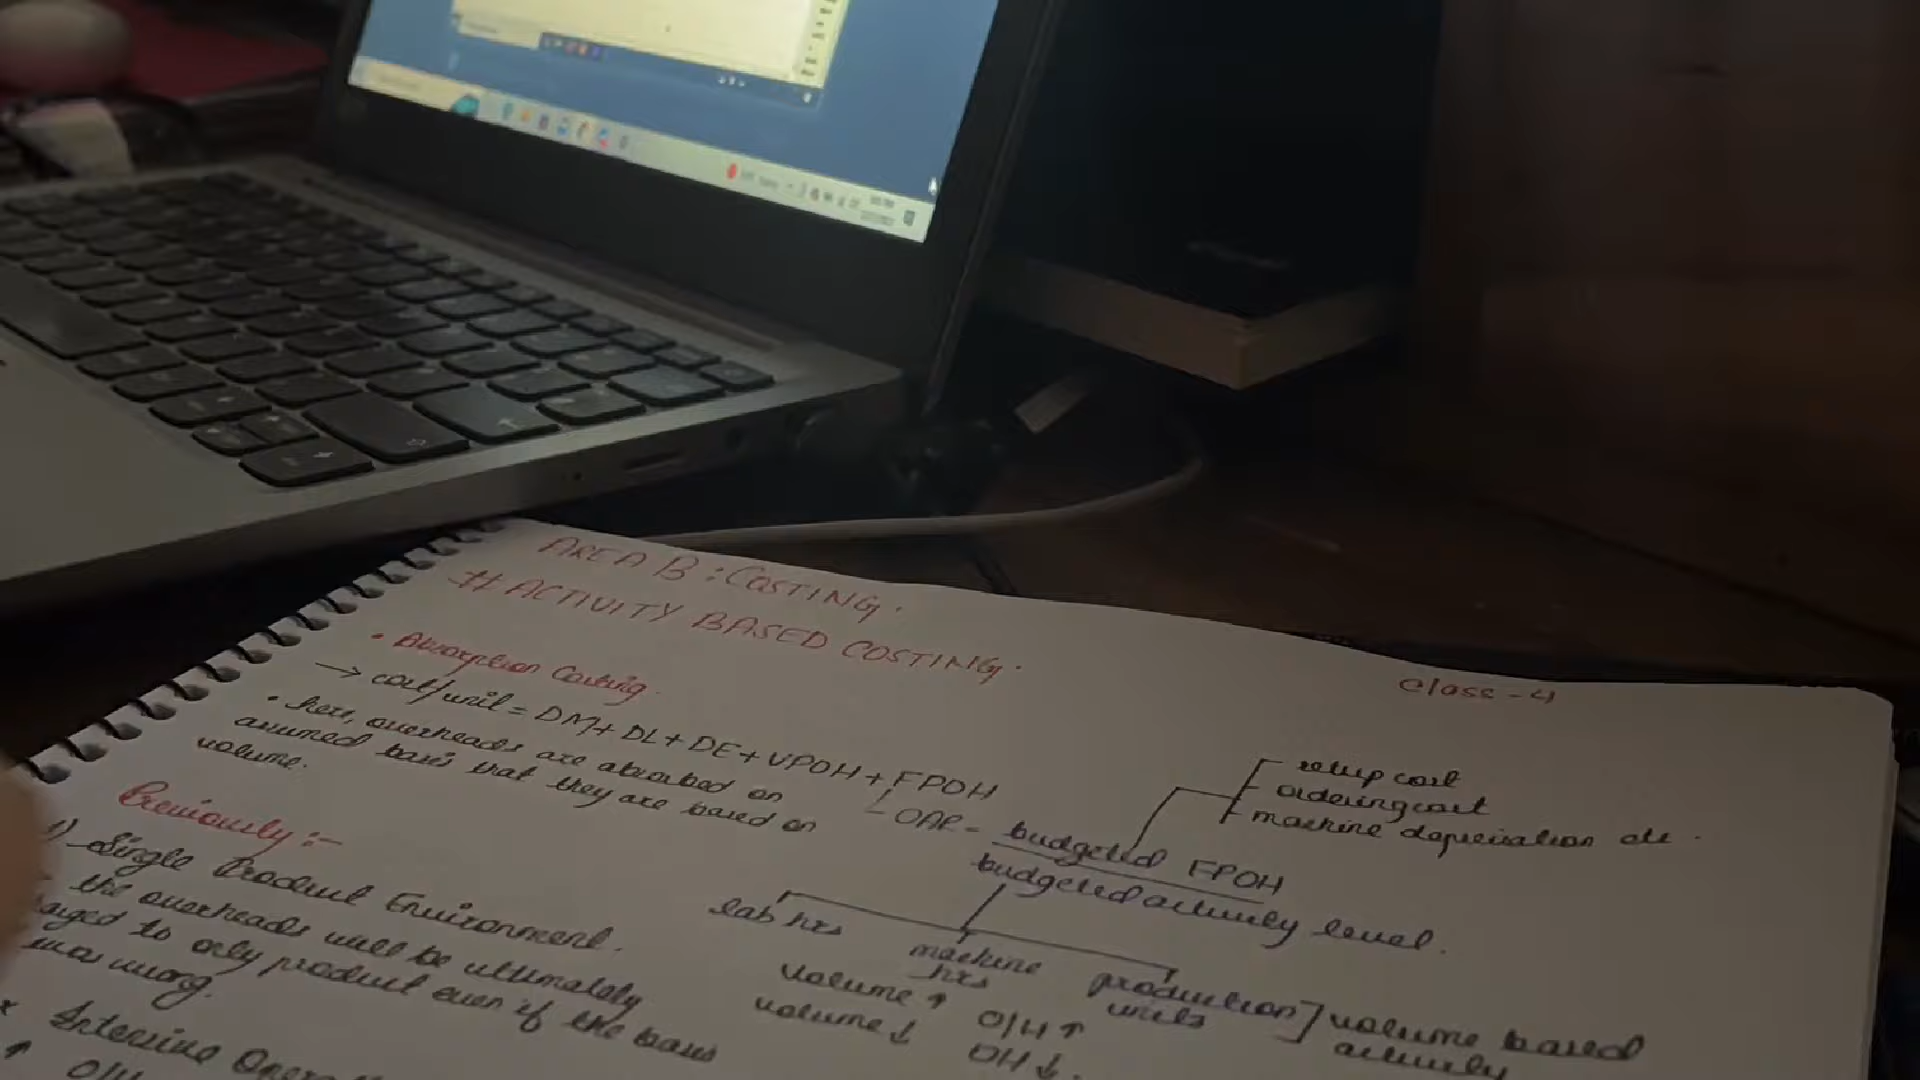 AREA B : COSTING.
# ACTIVITY BASED COSTING.
Class - 4
• Absorption Costing.
→ cost/unit = DM + DL + DE + VPOH + FPOH
• here, overheads are absorbed on
assumed basis that they are based on
volume.
OAR = budgeted FPOH
budgeted activity level.
setup cost
ordering cost
machine depreciation etc.
lab hrs
machine
hrs
production
units
] volume based
activity
volume ↑ O/H ↑
volume ↓ OH ↓.
Previously :-
1) Single Product Environment.
the overheads will be ultimately
to only product even if the basis
was wrong.
O/H